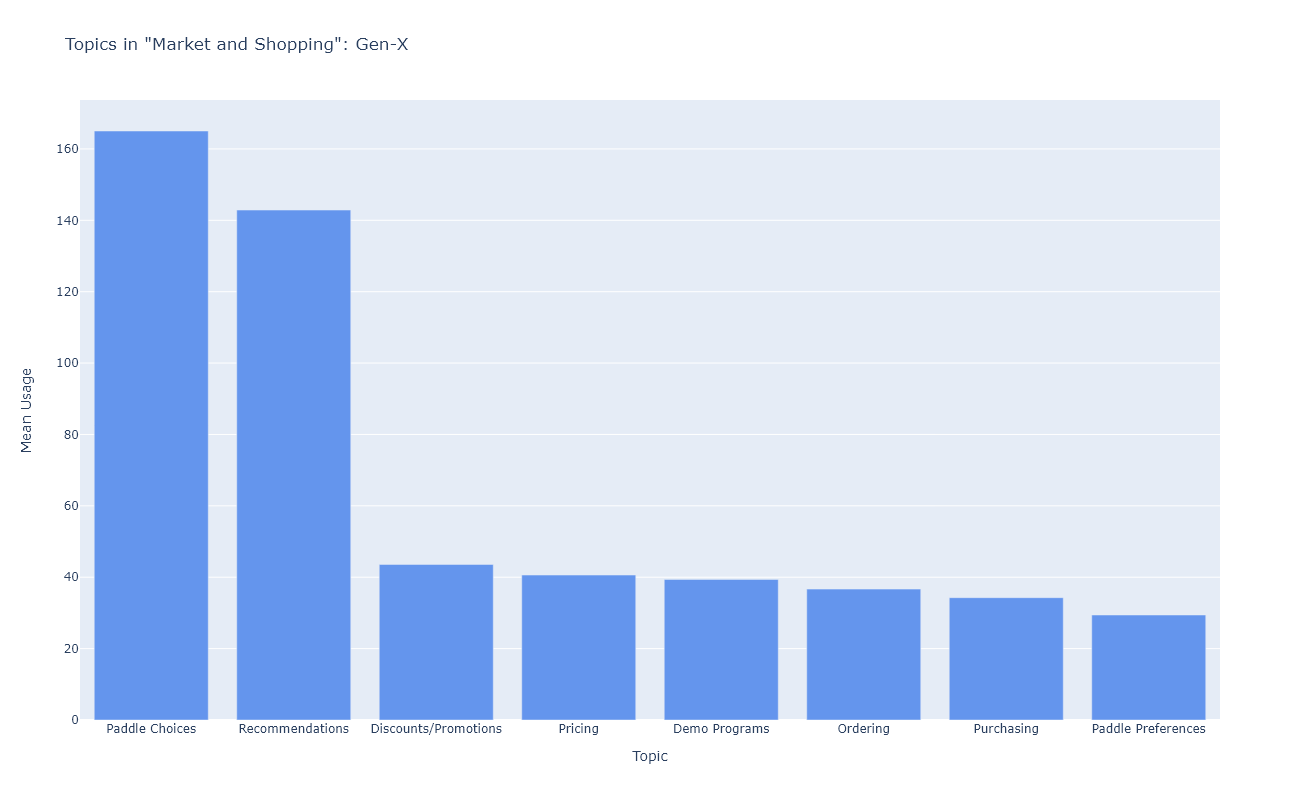 Topics in "Market and Shopping": Gen-X
Mean Usage
160
140
120
100
80
60
40
20
0
Paddle Choices Recommendations Discounts/Promotions Pricing Demo Programs Ordering Purchasing Paddle Preferences
Topic